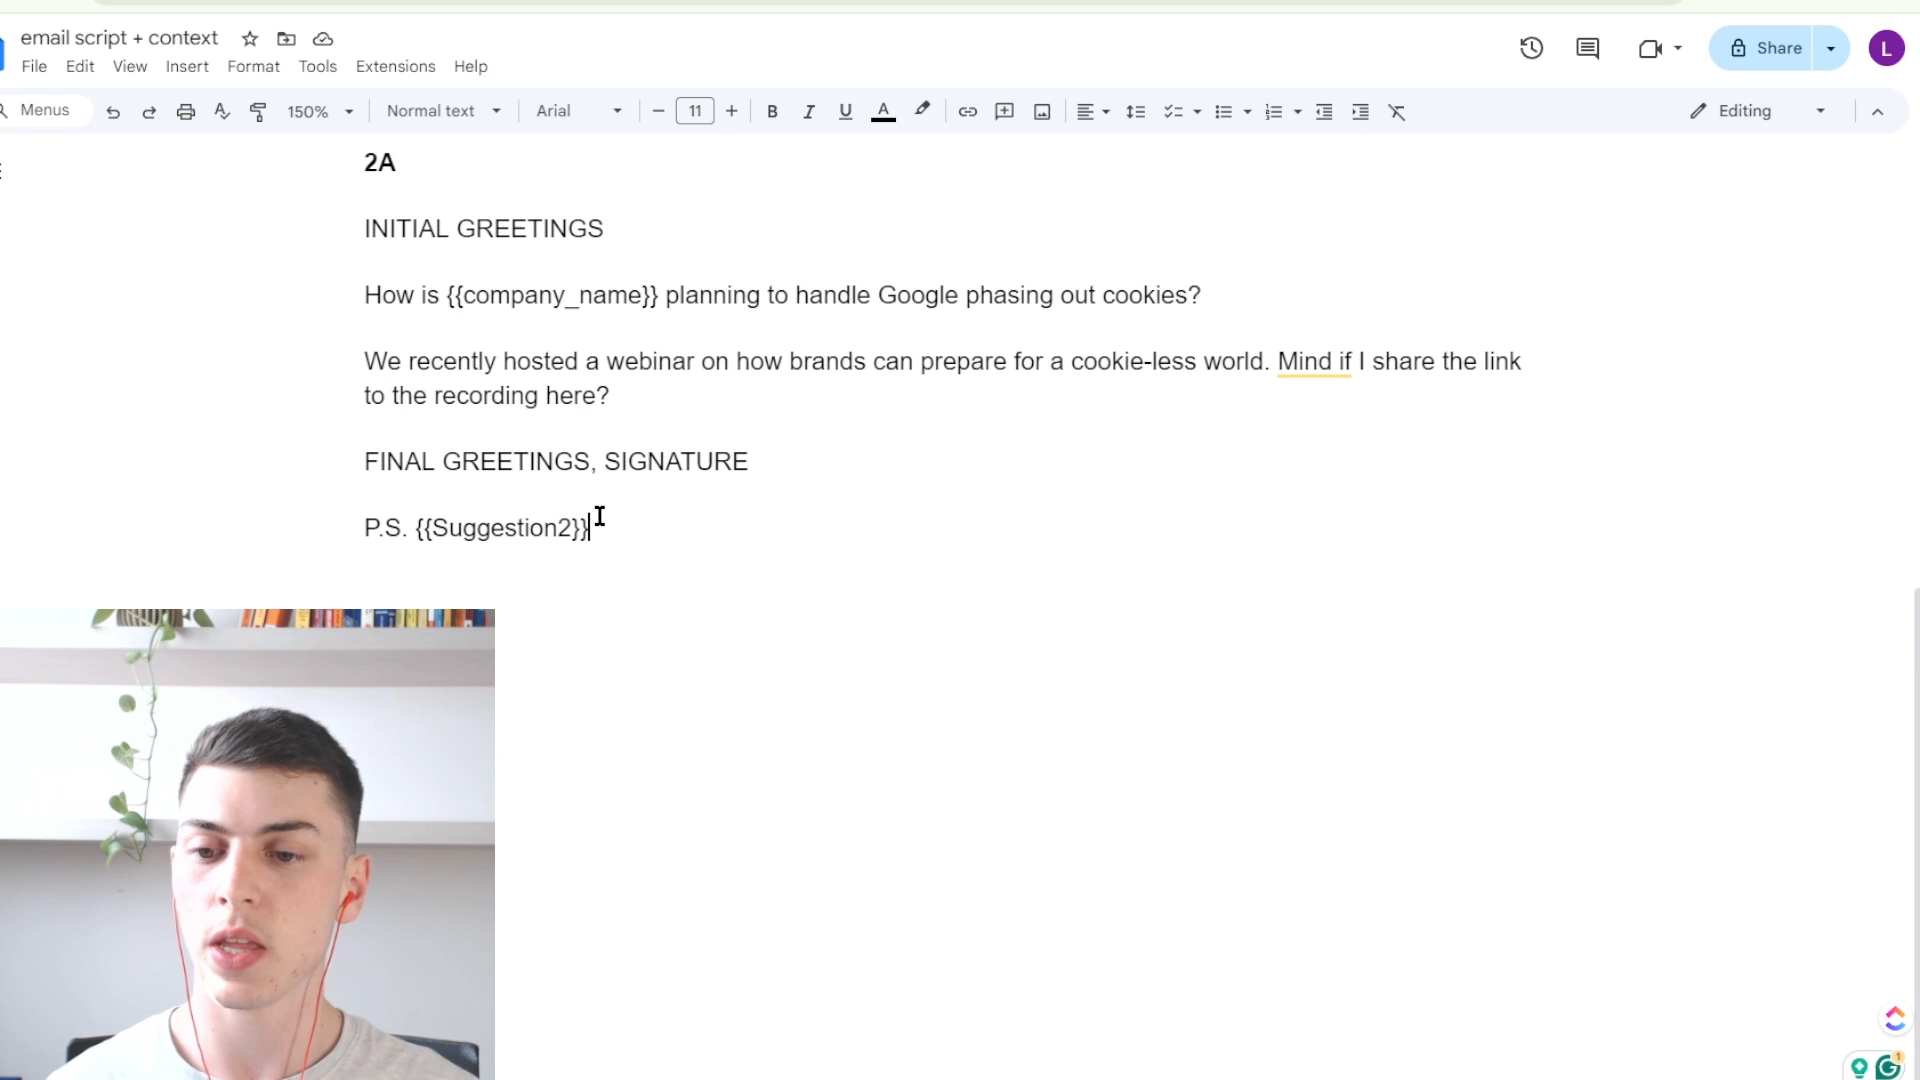 email script + context
File Edit View Insert Format Tools Extensions Help
Share
L
Menus
150%
Normal text
Arial
11
B I U A
Editing
2A
INITIAL GREETINGS
How is {{company_name}} planning to handle Google phasing out cookies?
We recently hosted a webinar on how brands can prepare for a cookie-less world. Mind if I share the link
to the recording here?
FINAL GREETINGS, SIGNATURE
P.S. {{Suggestion2}}
1